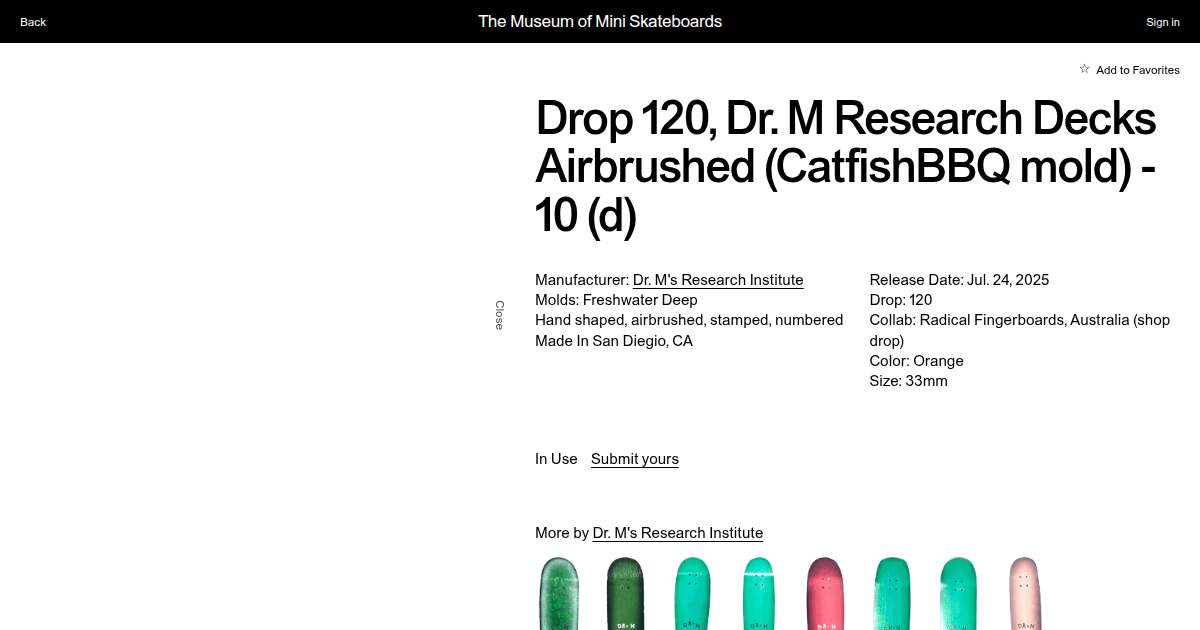 Back
The Museum of Mini Skateboards
Sign in
☆ Add to Favorites
Drop 120, Dr. M Research Decks
Airbrushed (CatfishBBQ mold) -
10 (d)
Manufacturer: Dr. M's Research Institute
Molds: Freshwater Deep
Hand shaped, airbrushed, stamped, numbered
Made In San Diegio, CA
Release Date: Jul. 24, 2025
Drop: 120
Collab: Radical Fingerboards, Australia (shop
drop)
Color: Orange
Size: 33mm
Close
In Use Submit yours
More by Dr. M's Research Institute